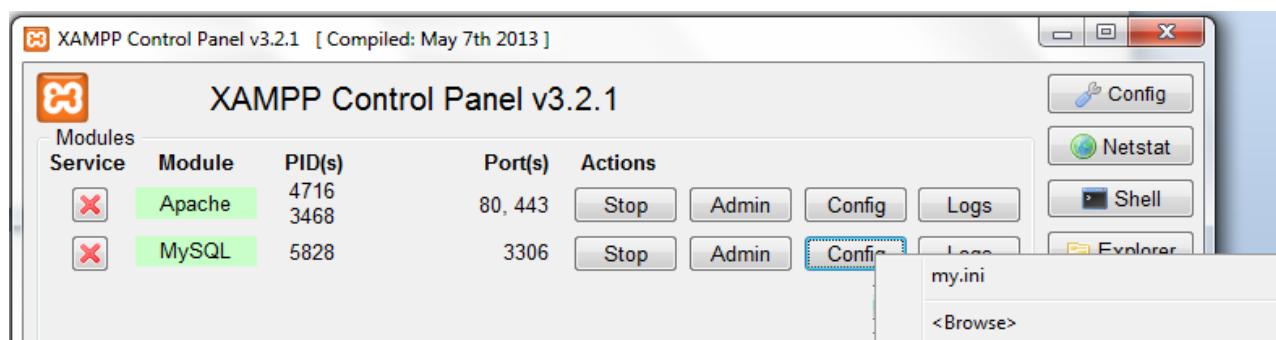 XAMPP Control Panel v3.2.1 [ Compiled: May 7th 2013 ]
XAMPP Control Panel v3.2.1
Config
Modules
Netstat
Service Module PID(s) Port(s) Actions
Shell
Apache 4716 3468 80, 443 Stop Admin Config Logs
MySQL 5828 3306 Stop Admin Config Logs
Explorer
my.ini
<Browse>